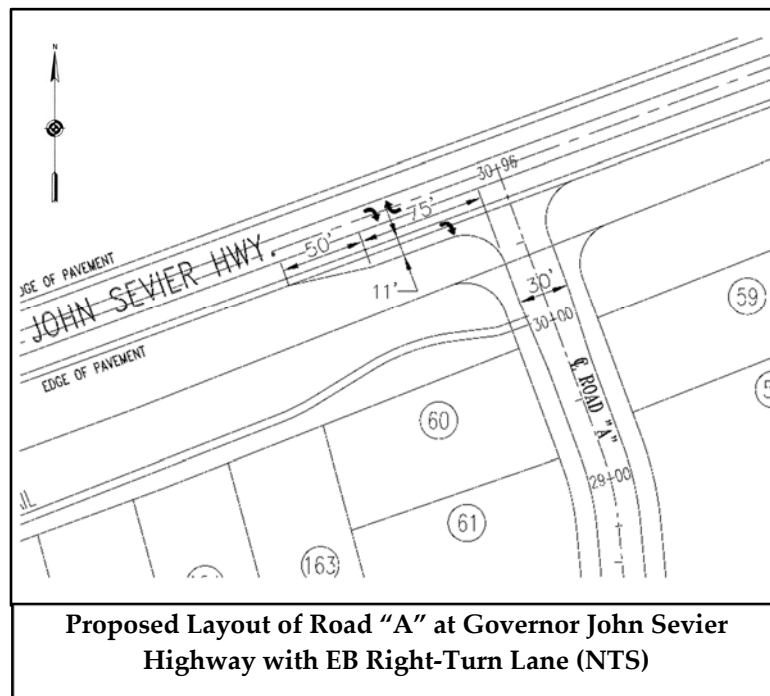 N
30+96
75'
50'
EDGE OF PAVEMENT
JOHN SEVIER HWY.
11'
30'
EDGE OF PAVEMENT
30+00
59
℄ ROAD "A"
60
29+00
61
163
Proposed Layout of Road “A” at Governor John Sevier
Highway with EB Right-Turn Lane (NTS)